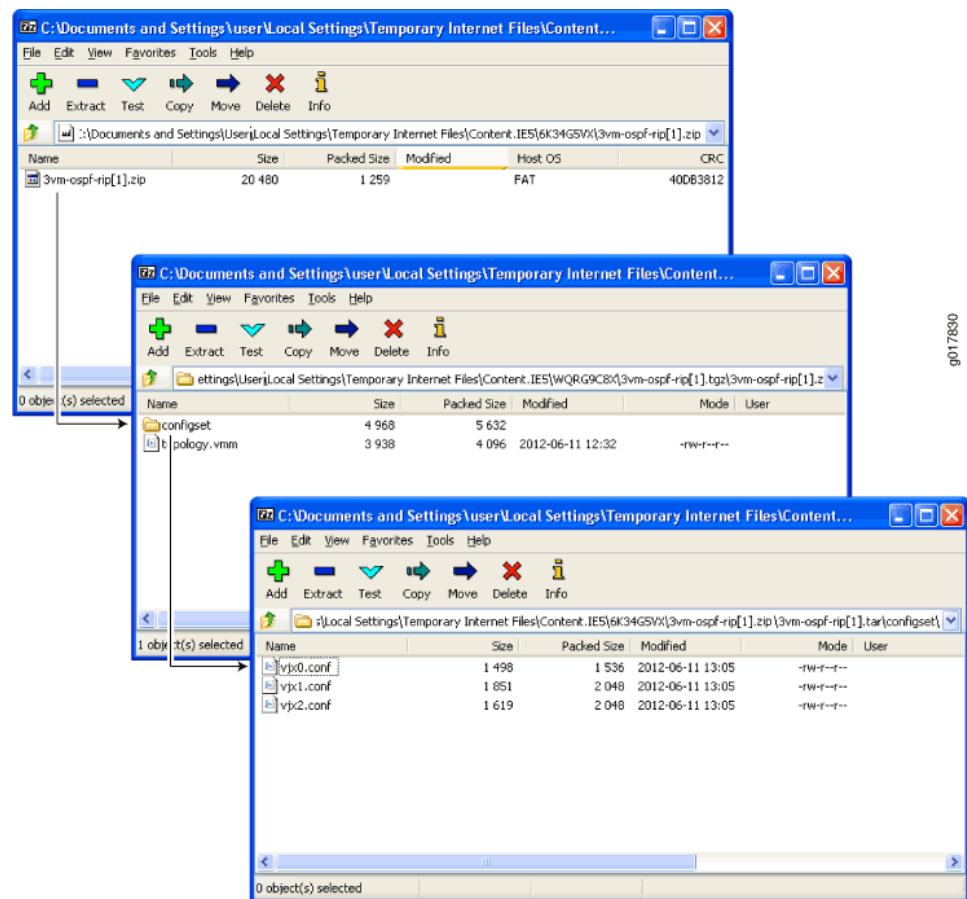 C:\Documents and Settings\user\Local Settings\Temporary Internet Files\Content...
File Edit View Favorites Tools Help
Add Extract Test Copy Move Delete Info
:\Documents and Settings\User\Local Settings\Temporary Internet Files\Content.IE5\6K34G5VX\3vm-ospf-rip[1].zip
Name Size Packed Size Modified Host OS CRC
3vm-ospf-rip[1].zip 20 480 1 259 FAT 40DB3812
0 object(s) selected
C:\Documents and Settings\user\Local Settings\Temporary Internet Files\Content...
File Edit View Favorites Tools Help
Add Extract Test Copy Move Delete Info
ettings\User\Local Settings\Temporary Internet Files\Content.IE5\WQRG9C8X\3vm-ospf-rip[1].tgz\3vm-ospf-rip[1].z
Name Size Packed Size Modified Mode User
configset 4 968 5 632
topology.vmm 3 938 4 096 2012-06-11 12:32 -rw-r--r--
1 object(s) selected
C:\Documents and Settings\user\Local Settings\Temporary Internet Files\Content...
File Edit View Favorites Tools Help
Add Extract Test Copy Move Delete Info
s\Local Settings\Temporary Internet Files\Content.IE5\6K34G5VX\3vm-ospf-rip[1].zip\3vm-ospf-rip[1].tar\configset\
Name Size Packed Size Modified Mode User
vjx0.conf 1 498 1 536 2012-06-11 13:05 -rw-r--r--
vjx1.conf 1 851 2 048 2012-06-11 13:05 -rw-r--r--
vjx2.conf 1 619 2 048 2012-06-11 13:05 -rw-r--r--
0 object(s) selected
g017830